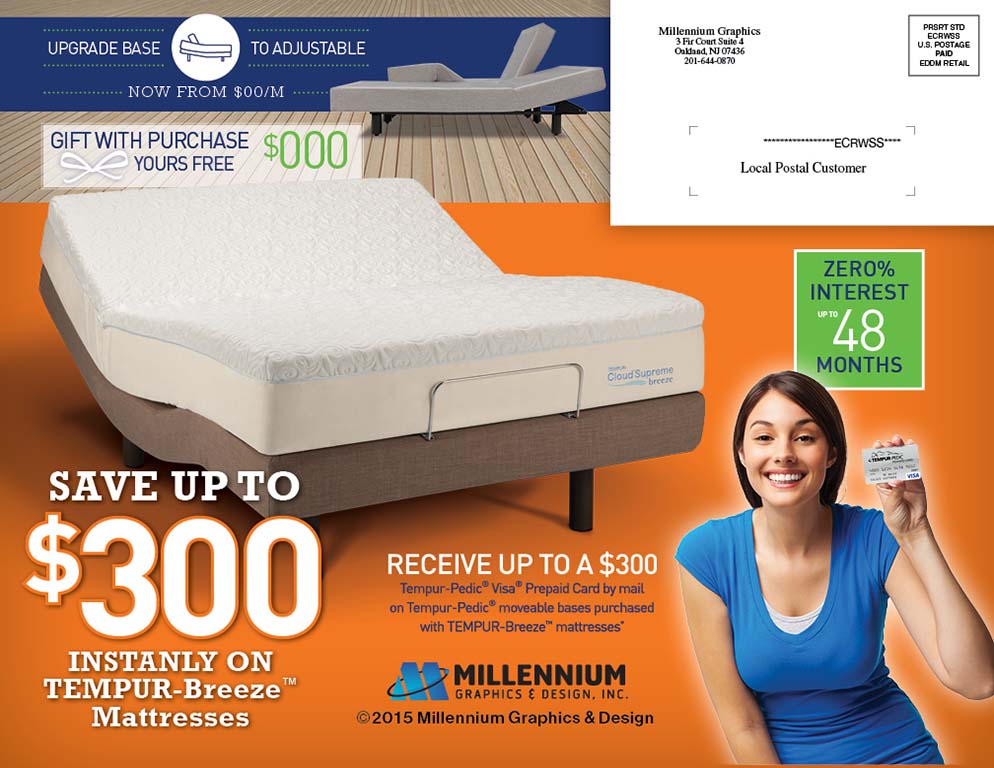 UPGRADE BASE TO ADJUSTABLE
NOW FROM $00/M
GIFT WITH PURCHASE
YOURS FREE
$000
Millennium Graphics
3 Fir Court Suite 4
Oakland, NJ 07436
201-644-0870
PRSRT STD
ECRWSS
U.S. POSTAGE
PAID
EDDM RETAIL
******************ECRWSS****
Local Postal Customer
ZERO%
INTEREST
UP TO 48
MONTHS
TEMPUR-
Cloud Supreme
breeze
TEMPUR-PEDIC
VISA
SAVE UP TO
$300
INSTANLY ON
TEMPUR-Breeze™
Mattresses
RECEIVE UP TO A $300
Tempur-Pedic® Visa® Prepaid Card by mail
on Tempur-Pedic® moveable bases purchased
with TEMPUR-Breeze™ mattresses*
MILLENNIUM
GRAPHICS & DESIGN, INC.
©2015 Millennium Graphics & Design